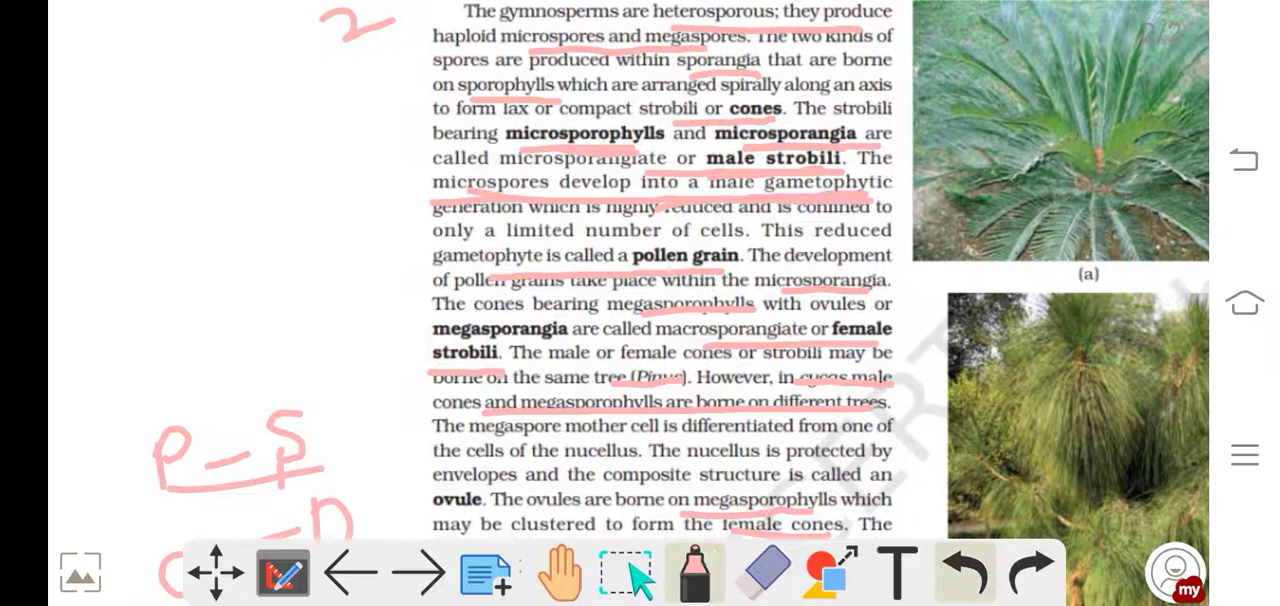 2
The gymnosperms are heterosporous; they produce
haploid microspores and megaspores. The two kinds of
spores are produced within sporangia that are borne
on sporophylls which are arranged spirally along an axis
to form lax or compact strobili or cones. The strobili
bearing microsporophylls and microsporangia are
called microsporangiate or male strobili. The
microspores develop into a male gametophytic
generation which is highly reduced and is confined to
only a limited number of cells. This reduced
gametophyte is called a pollen grain. The development
of pollen grains take place within the microsporangia.
The cones bearing megasporophylls with ovules or
megasporangia are called macrosporangiate or female
strobili. The male or female cones or strobili may be
borne on the same tree (Pinus). However, in cycas male
cones and megasporophylls are borne on different trees.
The megaspore mother cell is differentiated from one of
the cells of the nucellus. The nucellus is protected by
envelopes and the composite structure is called an
ovule. The ovules are borne on megasporophylls which
may be clustered to form the female cones. The
(a)
P - S
- D
T
my